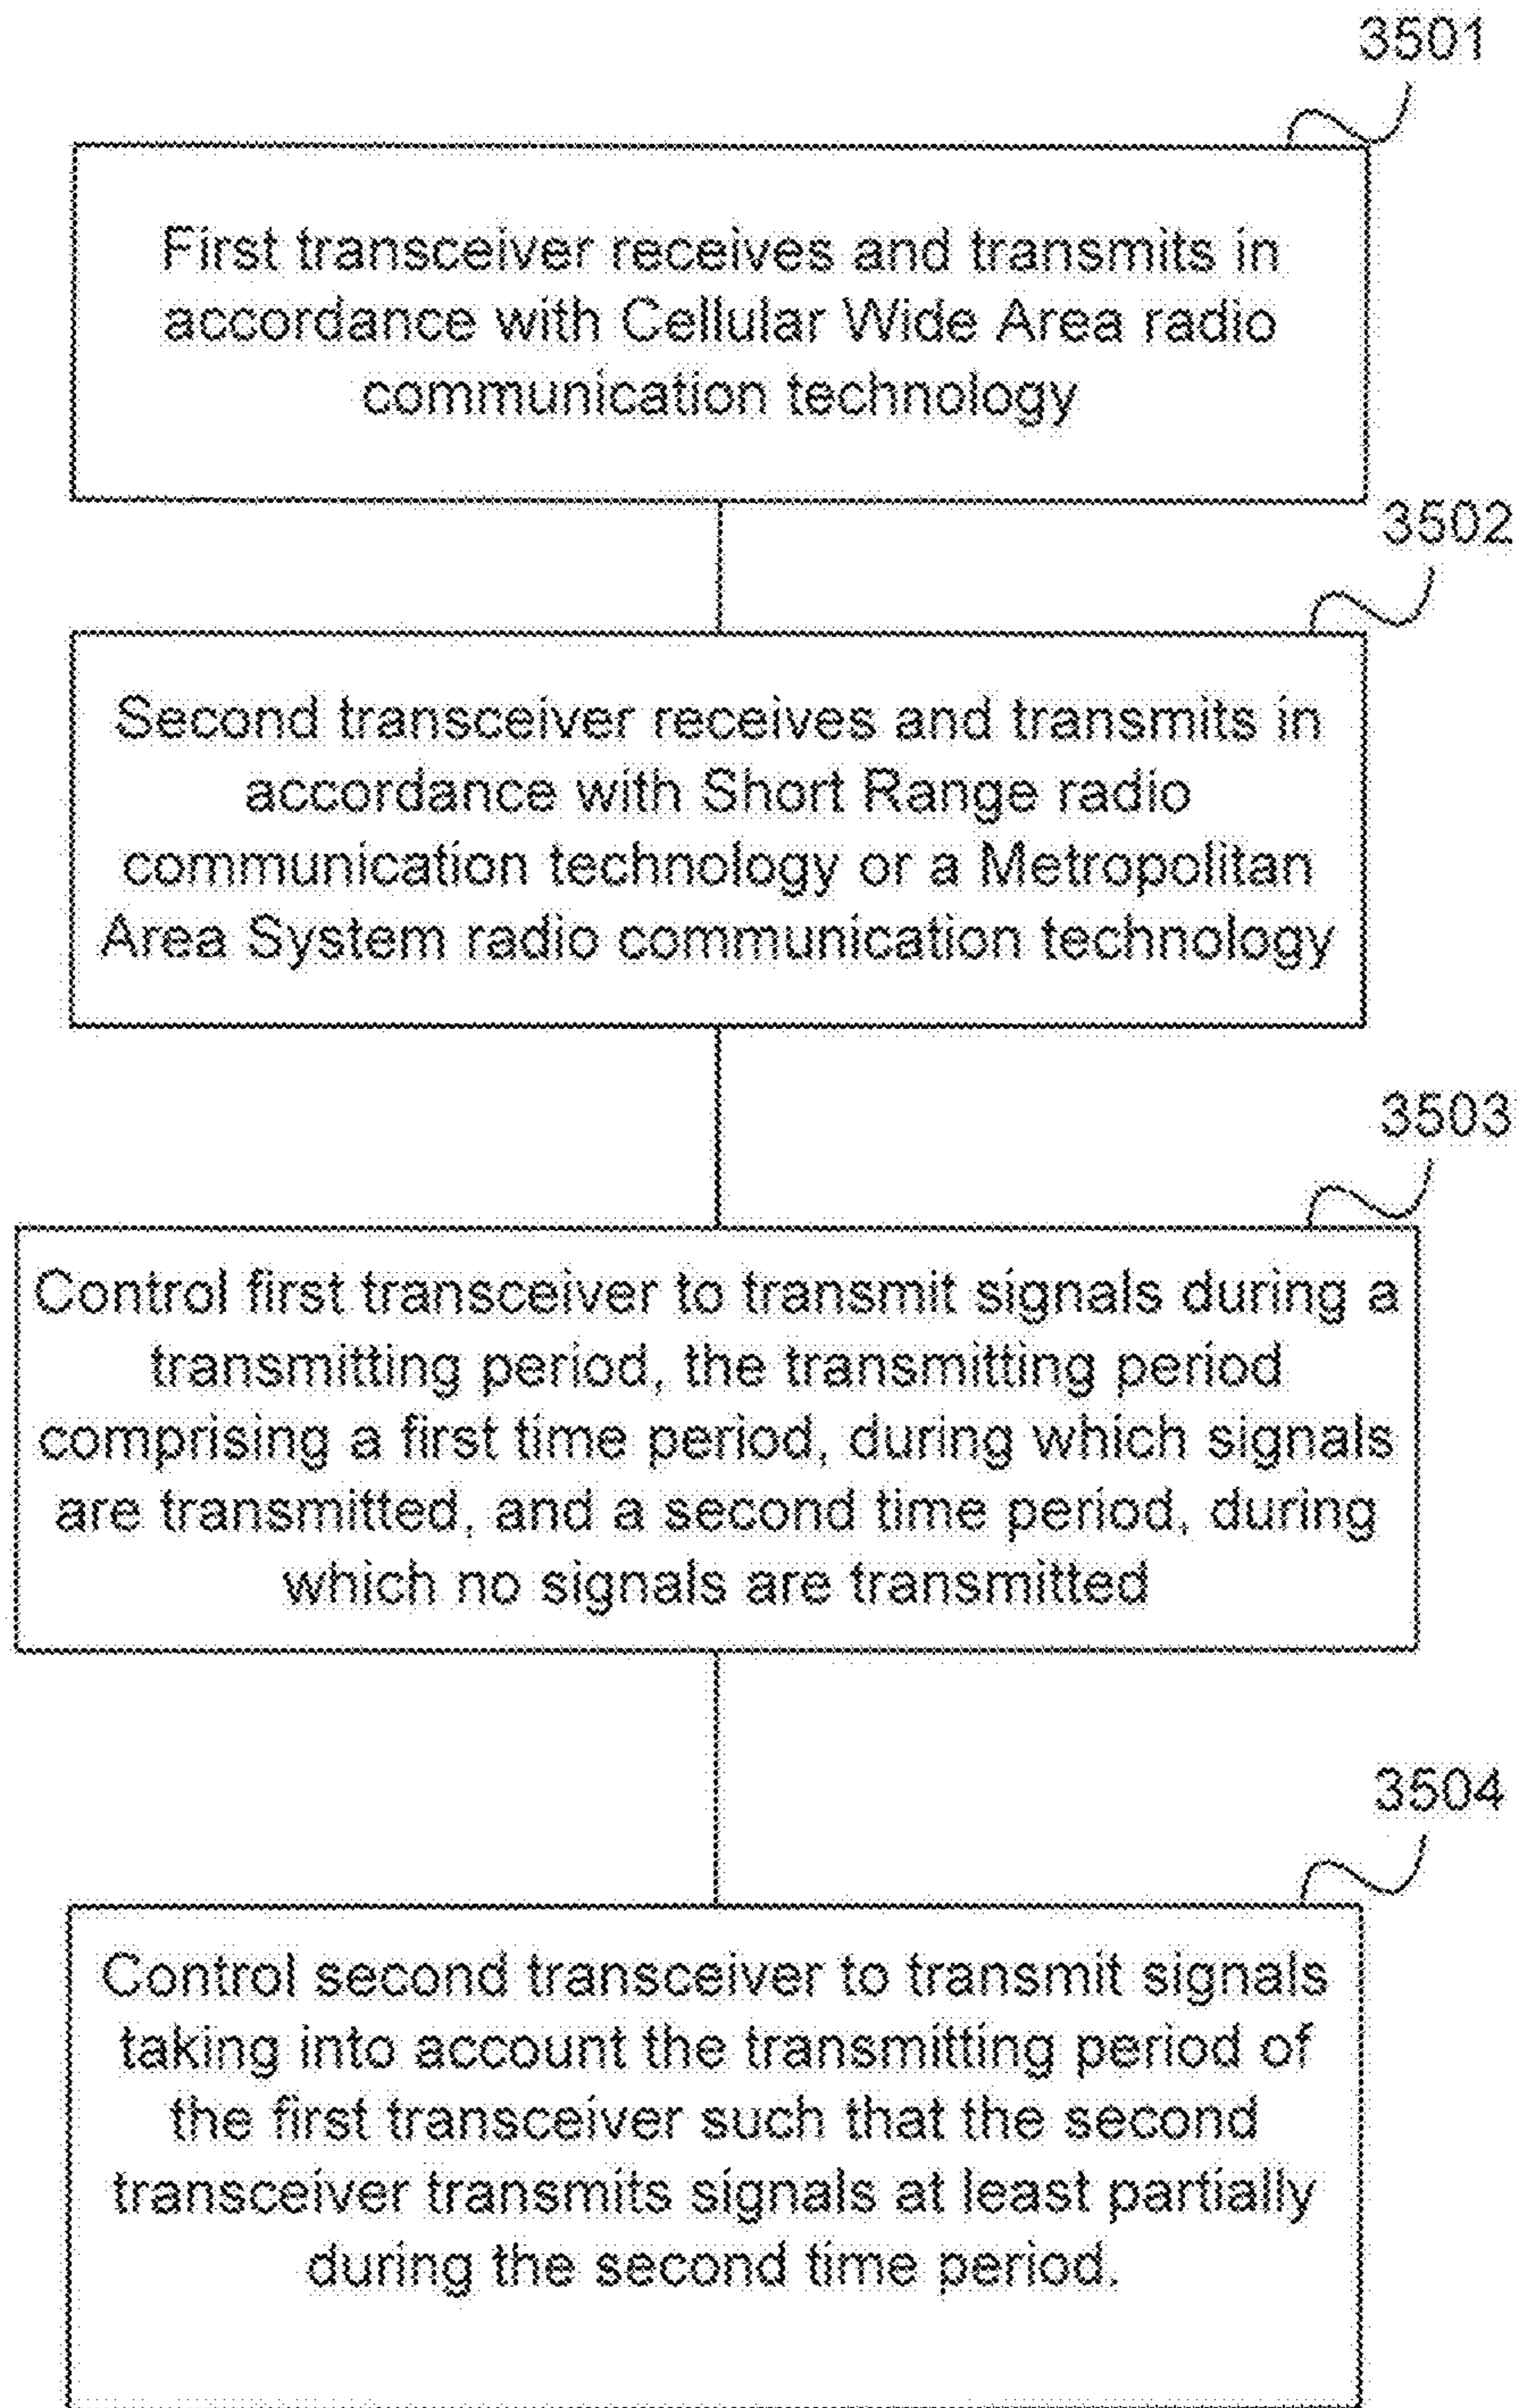 3501
First transceiver receives and transmits in
accordance with Cellular Wide Area radio
communication technology
3502
Second transceiver receives and transmits in
accordance with Short Range radio
communication technology or a Metropolitan
Area System radio communication technology
3503
Control first transceiver to transmit signals during a
transmitting period, the transmitting period
comprising a first time period, during which signals
are transmitted, and a second time period, during
which no signals are transmitted
3504
Control second transceiver to transmit signals
taking into account the transmitting period of
the first transceiver such that the second
transceiver transmits signals at least partially
during the second time period.